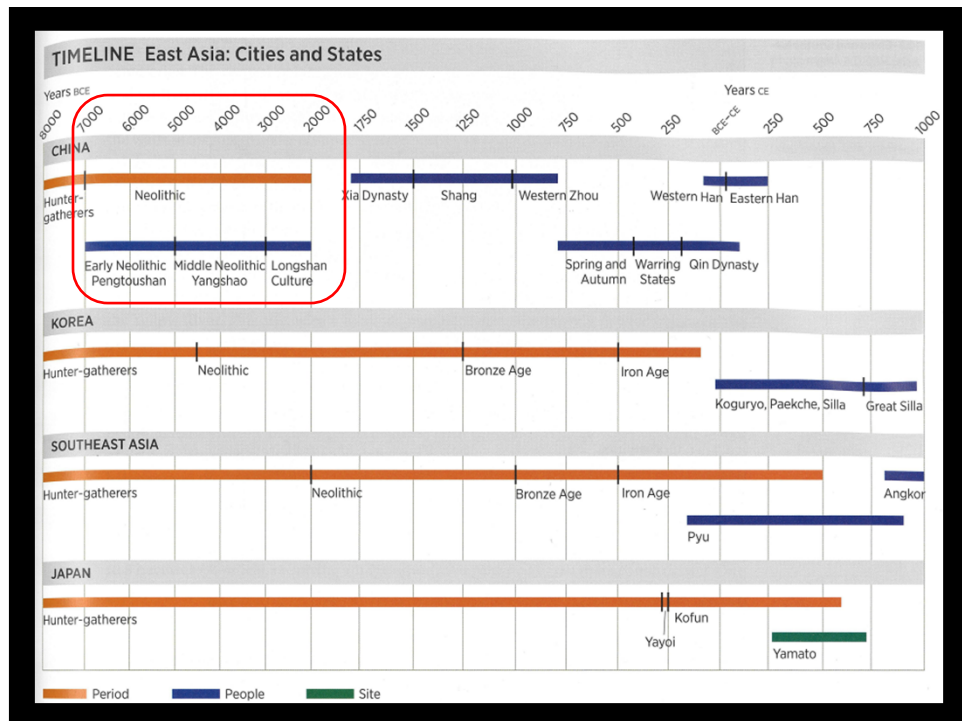 TIMELINE East Asia: Cities and States
Years BCE
Years CE
8000 7000 6000 5000 4000 3000 2000 1750 1500 1250 1000 750 500 250 BCE–CE 250 500 750 1000
CHINA
Hunter-
gatherers
Neolithic
Xia Dynasty
Shang
Western Zhou
Western Han
Eastern Han
Early Neolithic
Pengtoushan
Middle Neolithic
Yangshao
Longshan
Culture
Spring and
Autumn
Warring
States
Qin Dynasty
KOREA
Hunter-gatherers
Neolithic
Bronze Age
Iron Age
Koguryo, Paekche, Silla
Great Silla
SOUTHEAST ASIA
Hunter-gatherers
Neolithic
Bronze Age
Iron Age
Angkor
Pyu
JAPAN
Hunter-gatherers
Yayoi
Kofun
Yamato
Period
People
Site